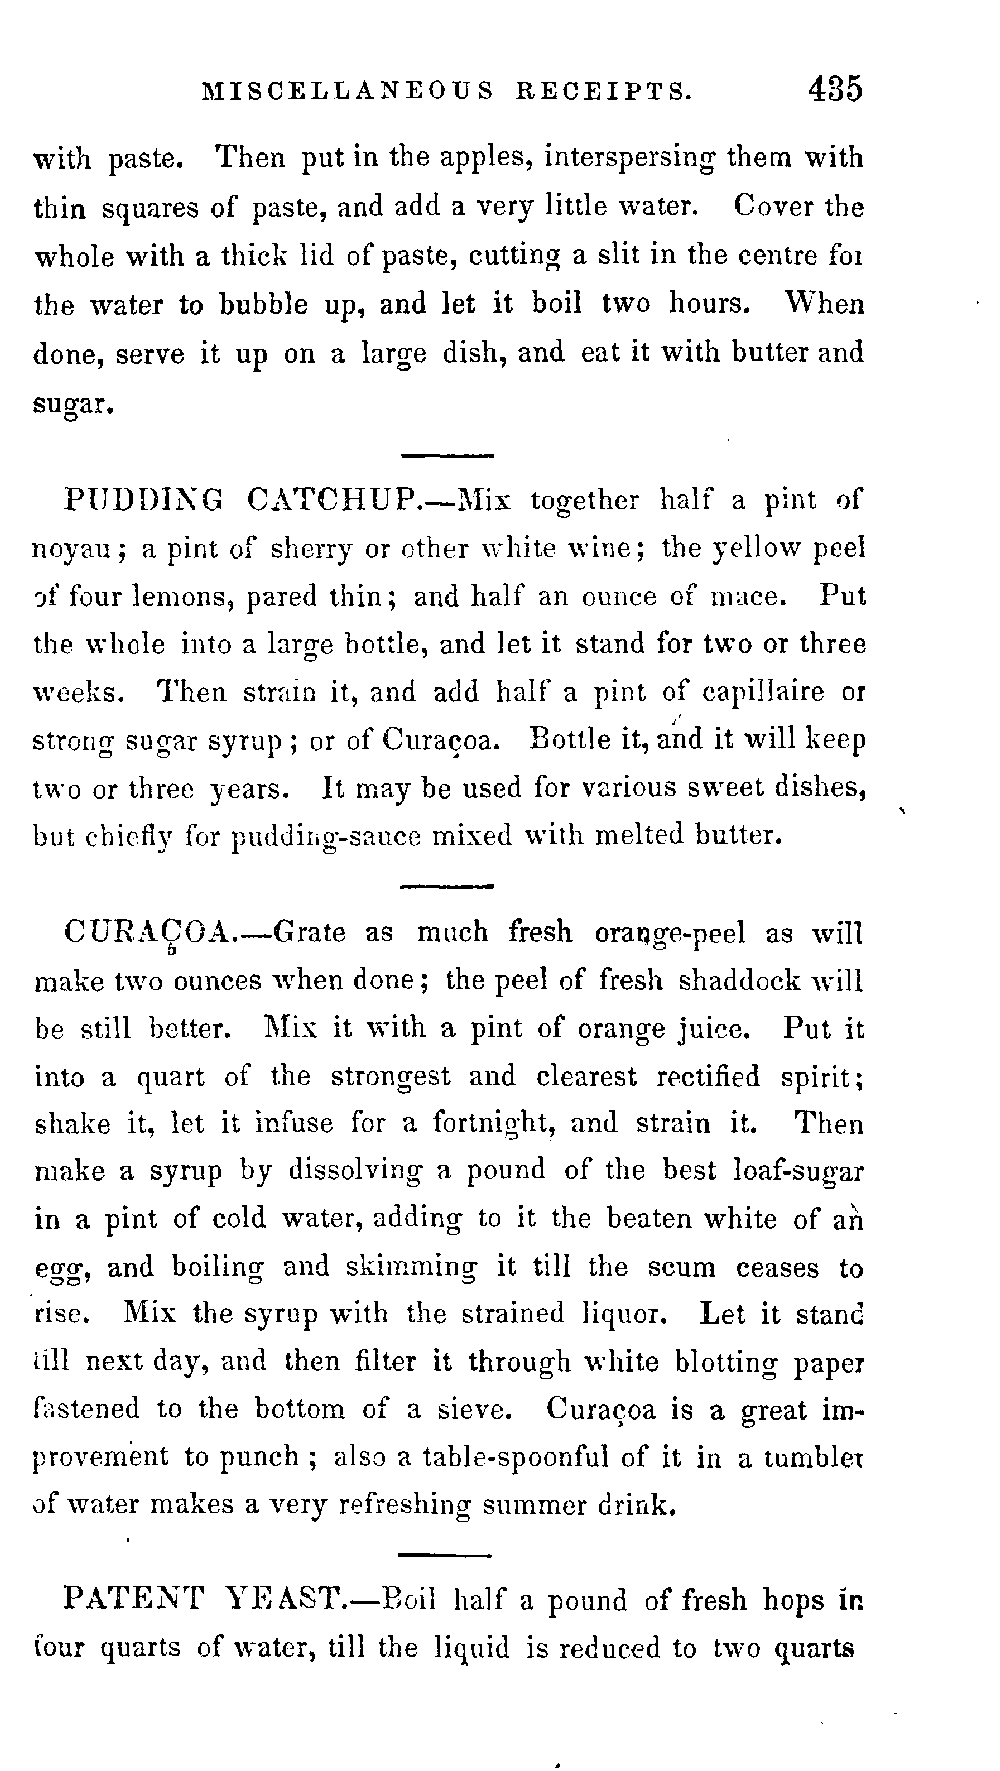 MISCELLANEOUS RECEIPTS. 435
with paste. Then put in the apples, interspersing them with
thin squares of paste, and add a very little water. Cover the
whole with a thick lid of paste, cutting a slit in the centre for
the water to bubble up, and let it boil two hours. When
done, serve it up on a large dish, and eat it with butter and
sugar.
PUDDING CATCHUP.—Mix together half a pint of
noyau; a pint of sherry or other white wine; the yellow peel
of four lemons, pared thin; and half an ounce of mace. Put
the whole into a large bottle, and let it stand for two or three
weeks. Then strain it, and add half a pint of capillaire or
strong sugar syrup; or of Curaçoa. Bottle it, and it will keep
two or three years. It may be used for various sweet dishes,
but chiefly for pudding-sauce mixed with melted butter.
CURAÇOA.—Grate as much fresh orange-peel as will
make two ounces when done; the peel of fresh shaddock will
be still better. Mix it with a pint of orange juice. Put it
into a quart of the strongest and clearest rectified spirit;
shake it, let it infuse for a fortnight, and strain it. Then
make a syrup by dissolving a pound of the best loaf-sugar
in a pint of cold water, adding to it the beaten white of an
egg, and boiling and skimming it till the scum ceases to
rise. Mix the syrup with the strained liquor. Let it stand
till next day, and then filter it through white blotting paper
fastened to the bottom of a sieve. Curaçoa is a great im-
provement to punch; also a table-spoonful of it in a tumbler
of water makes a very refreshing summer drink.
PATENT YEAST.—Boil half a pound of fresh hops in
four quarts of water, till the liquid is reduced to two quarts